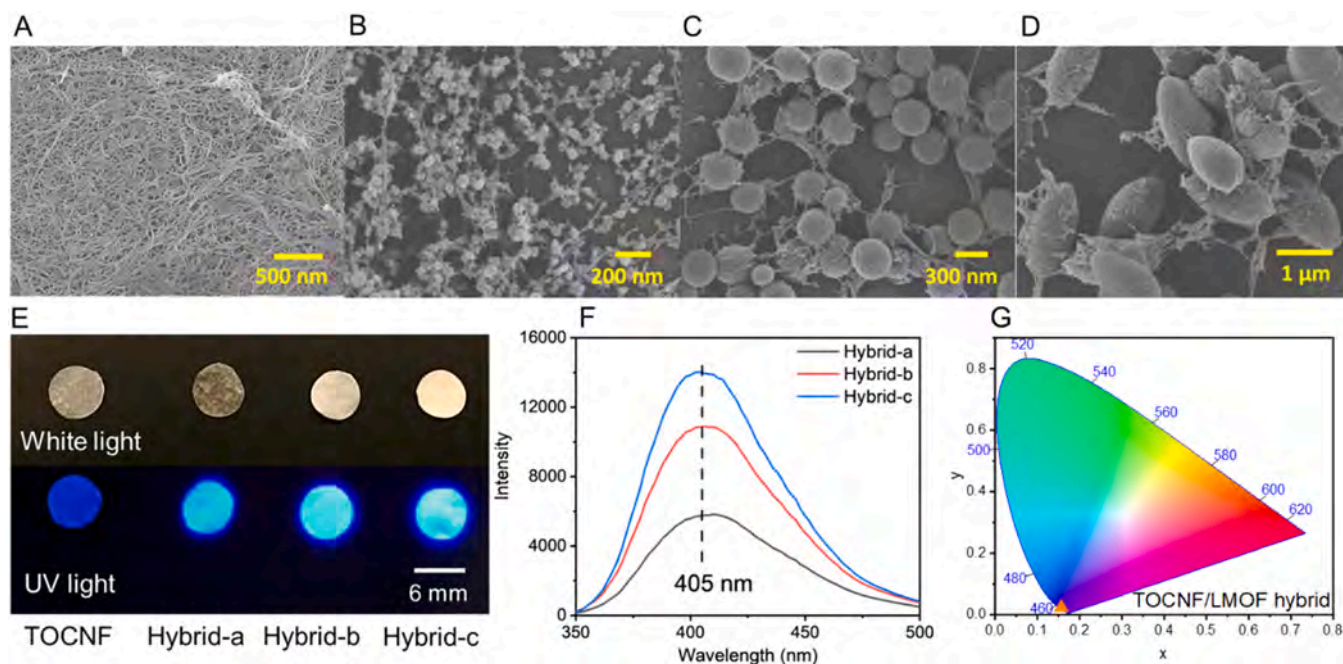 A
B
C
D
500 nm
200 nm
300 nm
1 µm
E
White light
UV light
6 mm
TOCNF
Hybrid-a
Hybrid-b
Hybrid-c
F
16000
12000
8000
4000
0
Intensity
Hybrid-a
Hybrid-b
Hybrid-c
405 nm
350
400
450
500
Wavelength (nm)
G
0.8
0.6
0.4
0.2
0.0
y
520
540
560
500
580
600
620
480
460
TOCNF/LMOF hybrid
0.0
0.1
0.2
0.3
0.4
0.5
0.6
0.7
0.8
x